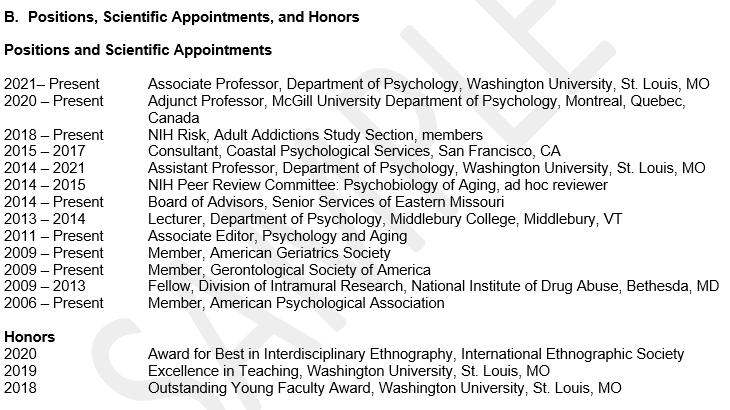 B. Positions, Scientific Appointments, and Honors
Positions and Scientific Appointments
2021– Present Associate Professor, Department of Psychology, Washington University, St. Louis, MO
2020 – Present Adjunct Professor, McGill University Department of Psychology, Montreal, Quebec,
Canada
2018 – Present NIH Risk, Adult Addictions Study Section, members
2015 – 2017 Consultant, Coastal Psychological Services, San Francisco, CA
2014 – 2021 Assistant Professor, Department of Psychology, Washington University, St. Louis, MO
2014 – 2015 NIH Peer Review Committee: Psychobiology of Aging, ad hoc reviewer
2014 – Present Board of Advisors, Senior Services of Eastern Missouri
2013 – 2014 Lecturer, Department of Psychology, Middlebury College, Middlebury, VT
2011 – Present Associate Editor, Psychology and Aging
2009 – Present Member, American Geriatrics Society
2009 – Present Member, Gerontological Society of America
2009 – 2013 Fellow, Division of Intramural Research, National Institute of Drug Abuse, Bethesda, MD
2006 – Present Member, American Psychological Association
Honors
2020 Award for Best in Interdisciplinary Ethnography, International Ethnographic Society
2019 Excellence in Teaching, Washington University, St. Louis, MO
2018 Outstanding Young Faculty Award, Washington University, St. Louis, MO
SAMPLE